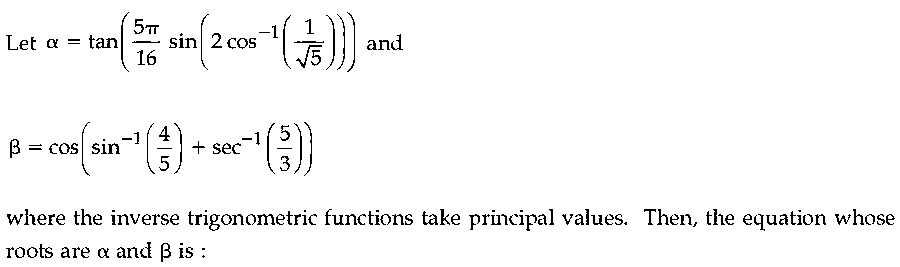 Let α = tan(5π/16 sin(2 cos⁻¹(1/√5))) and
β = cos(sin⁻¹(4/5) + sec⁻¹(5/3))
where the inverse trigonometric functions take principal values. Then, the equation whose
roots are α and β is :